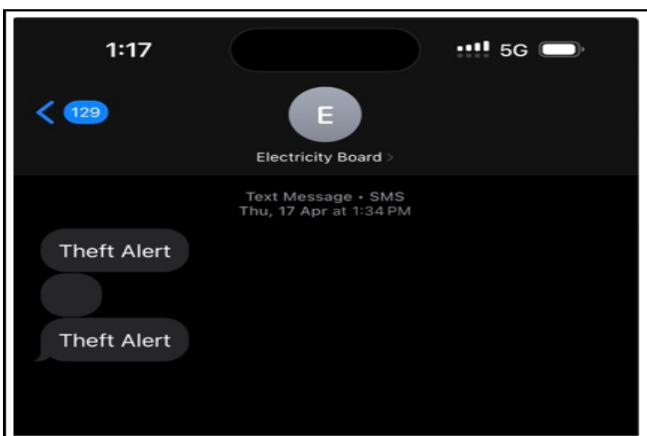 1:17
5G
129
E
Electricity Board >
Text Message • SMS
Thu, 17 Apr at 1:34 PM
Theft Alert
Theft Alert